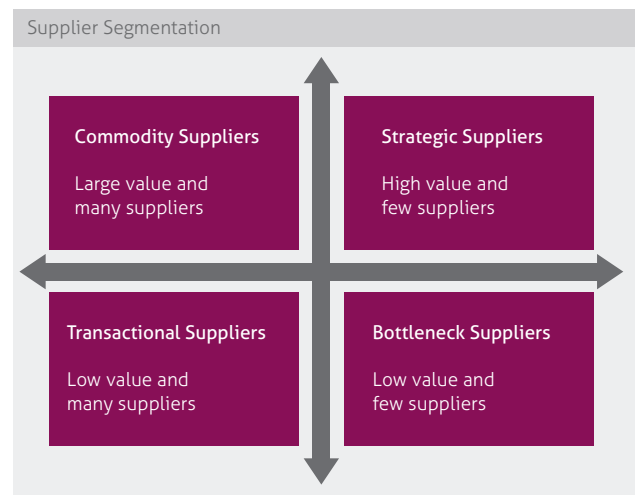 Supplier Segmentation
Commodity Suppliers
Large value and
many suppliers
Strategic Suppliers
High value and
few suppliers
Transactional Suppliers
Low value and
many suppliers
Bottleneck Suppliers
Low value and
few suppliers